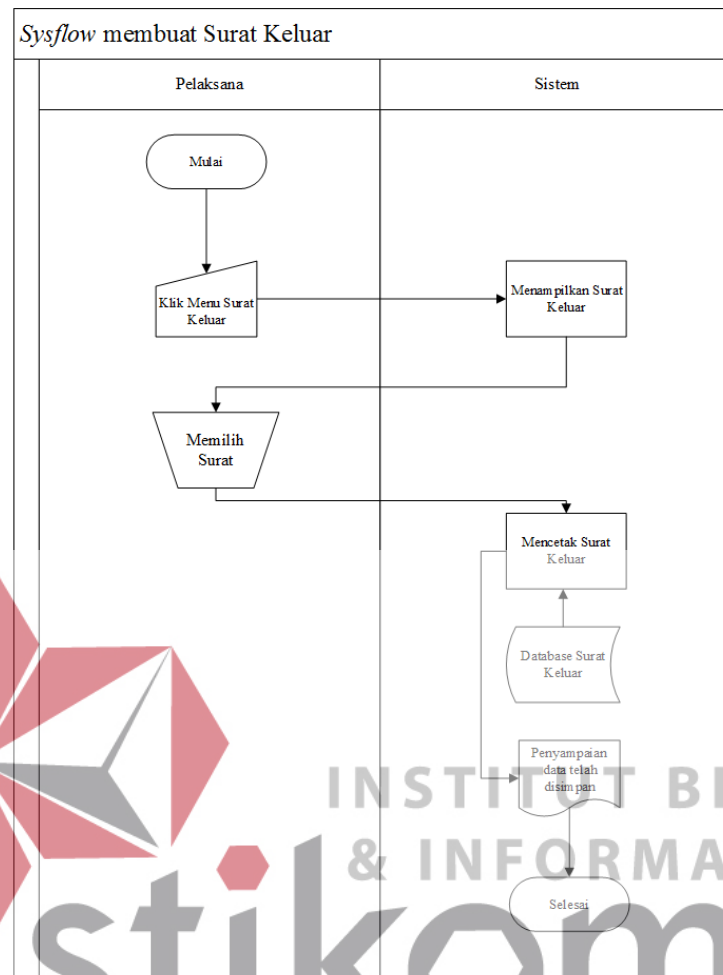 Sysflow membuat Surat Keluar
Pelaksana
Sistem
Mulai
Klik Menu Surat
Keluar
Menampilkan Surat
Keluar
Memilih
Surat
Mencetak Surat
Keluar
Database Surat
Keluar
Penyampaian
data telah
disimpan
INSTITUT BI
& INFORMA
Selesai
stikom